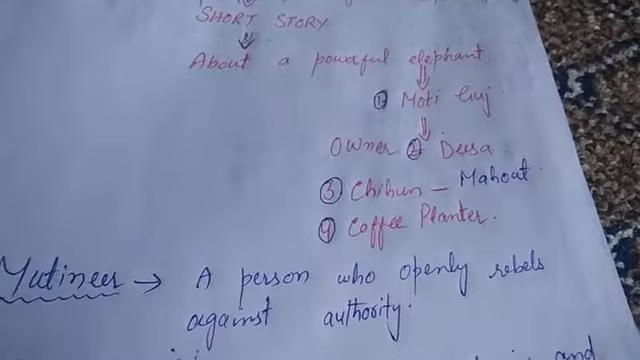 SHORT STORY
About a powerful elephant
① Moti Guj
Owner ② Deesa
③ Chihun - Mahout
④ Coffee Planter.
Mutineer → A person who openly rebels
against authority.
and